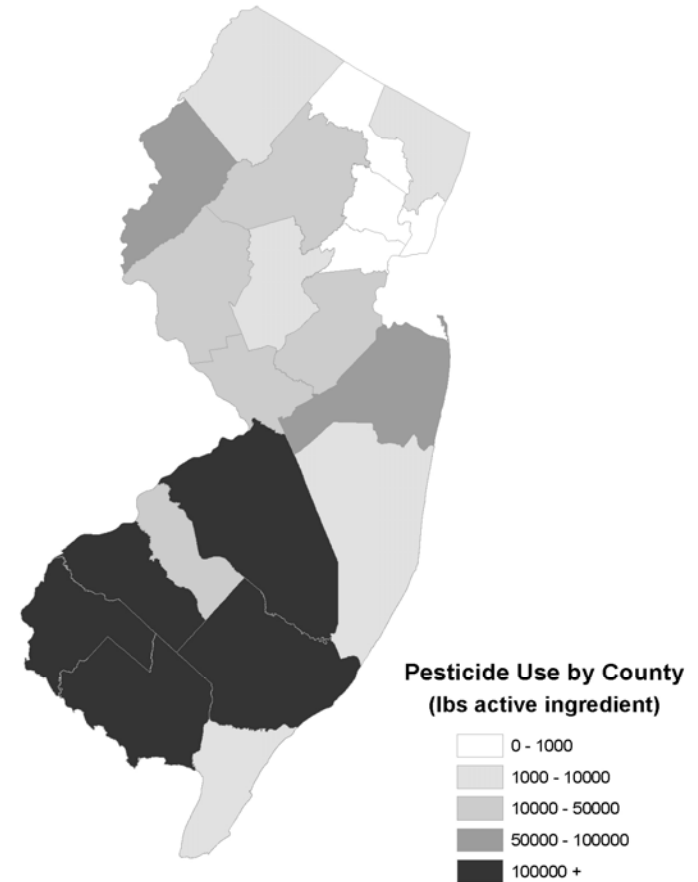 Pesticide Use by County
(lbs active ingredient)
0 - 1000
1000 - 10000
10000 - 50000
50000 - 100000
100000 +